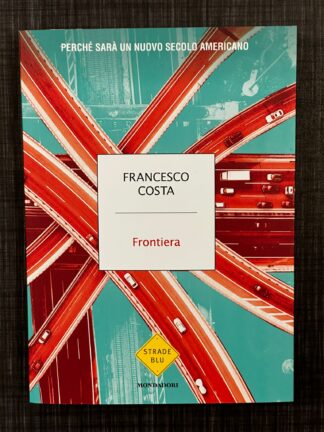 PERCHÉ SARÀ UN NUOVO SECOLO AMERICANO
FRANCESCO
COSTA
Frontiera
STRADE
BLU
MONDADORI